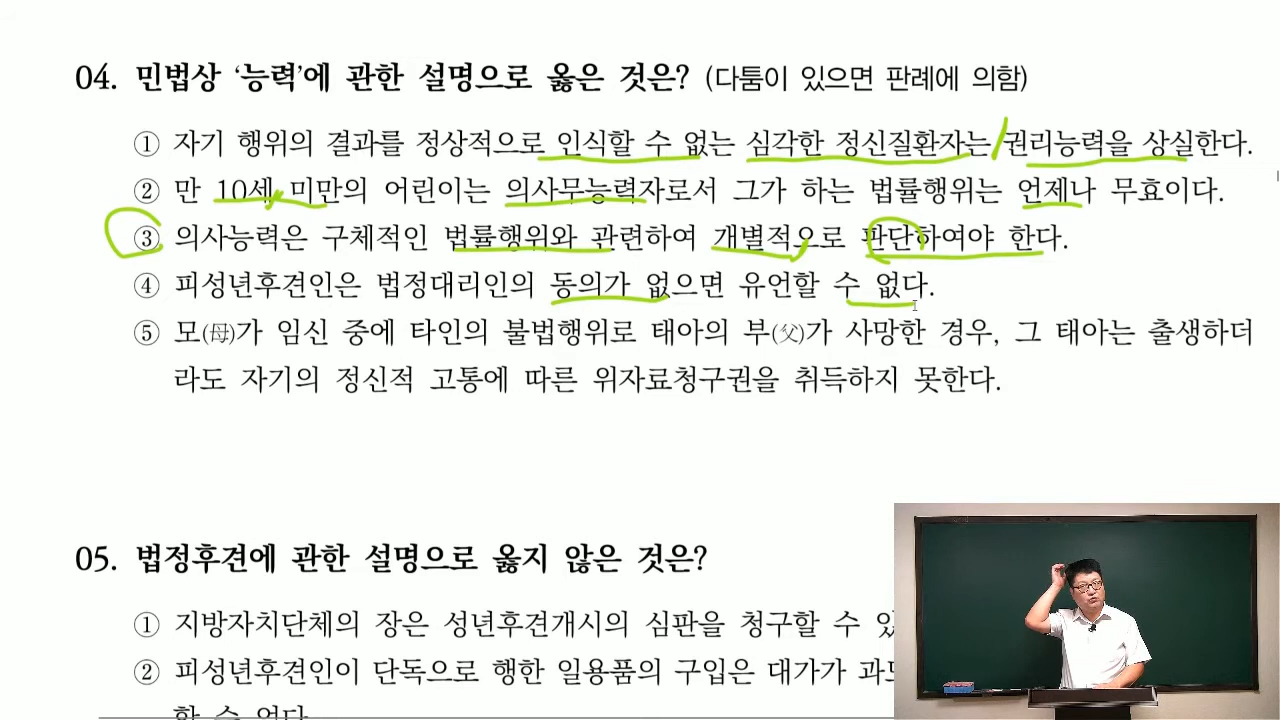 04. 민법상 ‘능력’에 관한 설명으로 옳은 것은? (다툼이 있으면 판례에 의함)
① 자기 행위의 결과를 정상적으로 인식할 수 없는 심각한 정신질환자는 권리능력을 상실한다.
② 만 10세 미만의 어린이는 의사무능력자로서 그가 하는 법률행위는 언제나 무효이다.
③ 의사능력은 구체적인 법률행위와 관련하여 개별적으로 판단하여야 한다.
④ 피성년후견인은 법정대리인의 동의가 없으면 유언할 수 없다.
⑤ 모(母)가 임신 중에 타인의 불법행위로 태아의 부(父)가 사망한 경우, 그 태아는 출생하더
라도 자기의 정신적 고통에 따른 위자료청구권을 취득하지 못한다.
05. 법정후견에 관한 설명으로 옳지 않은 것은?
① 지방자치단체의 장은 성년후견개시의 심판을 청구할 수
② 피성년후견인이 단독으로 행한 일용품의 구입은 대가가
할 수 없다